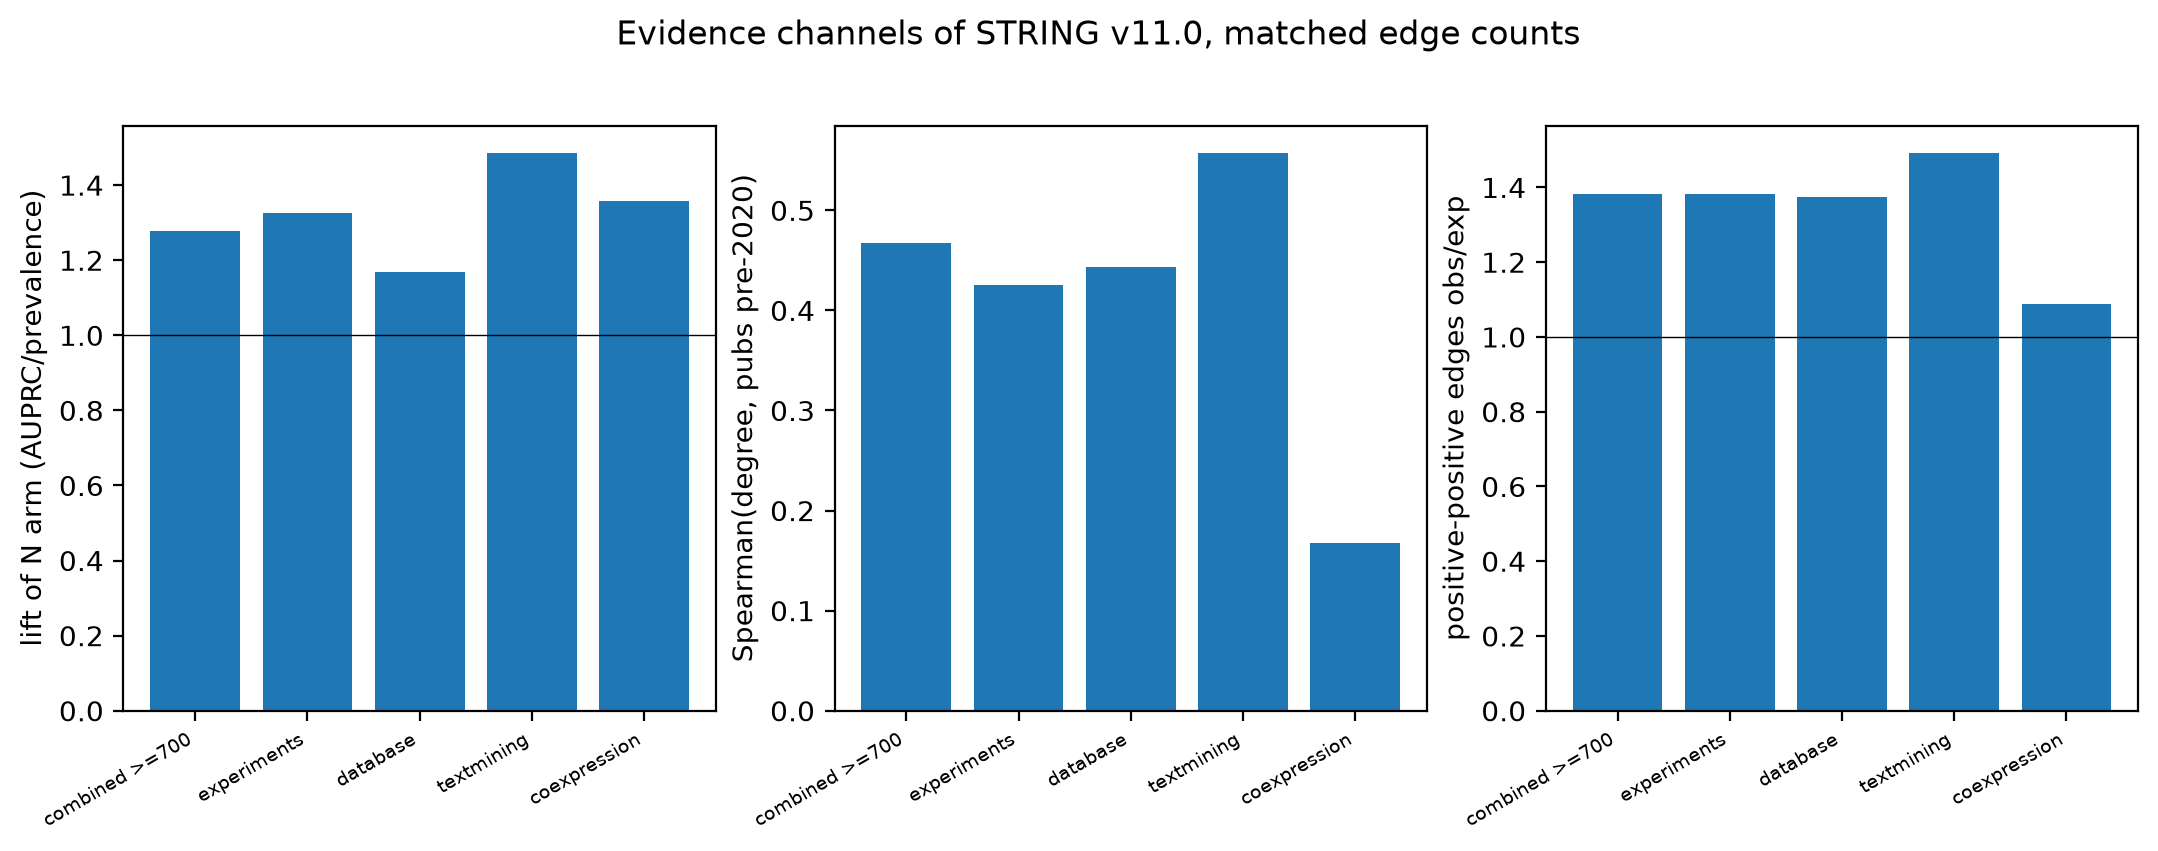 Evidence channels of STRING v11.0, matched edge counts
lift of N arm (AUPRC/prevalence)
1.4
1.2
1.0
0.8
0.6
0.4
0.2
0.0
combined >=700
experiments
database
textmining
coexpression
Spearman(degree, pubs pre-2020)
0.5
0.4
0.3
0.2
0.1
0.0
combined >=700
experiments
database
textmining
coexpression
positive-positive edges obs/exp
1.4
1.2
1.0
0.8
0.6
0.4
0.2
0.0
combined >=700
experiments
database
textmining
coexpression